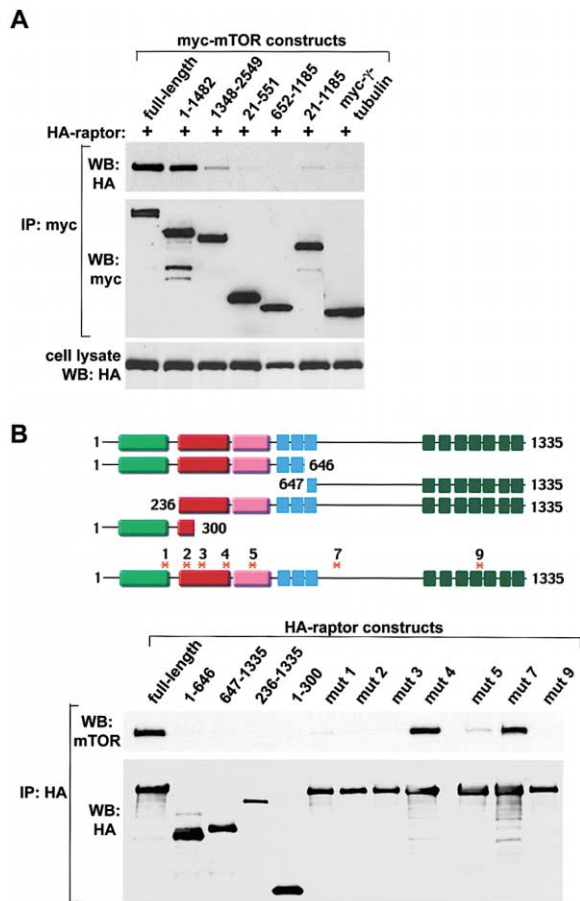 A
myc-mTOR constructs
full-length
1-1482
1348-2549
21-551
652-1185
21-1185
myc-γ-
tubulin
HA-raptor: + + + + + + +
WB:
HA
IP: myc
WB:
myc
cell lysate
WB: HA
B
1 1335
1 646
647 1335
236 1335
1 300
1 2 3 4 5 7 9
* * * * * * *
1 1335
HA-raptor constructs
full-length
1-646
647-1335
236-1335
1-300
mut 1
mut 2
mut 3
mut 4
mut 5
mut 7
mut 9
WB:
mTOR
IP: HA
WB:
HA